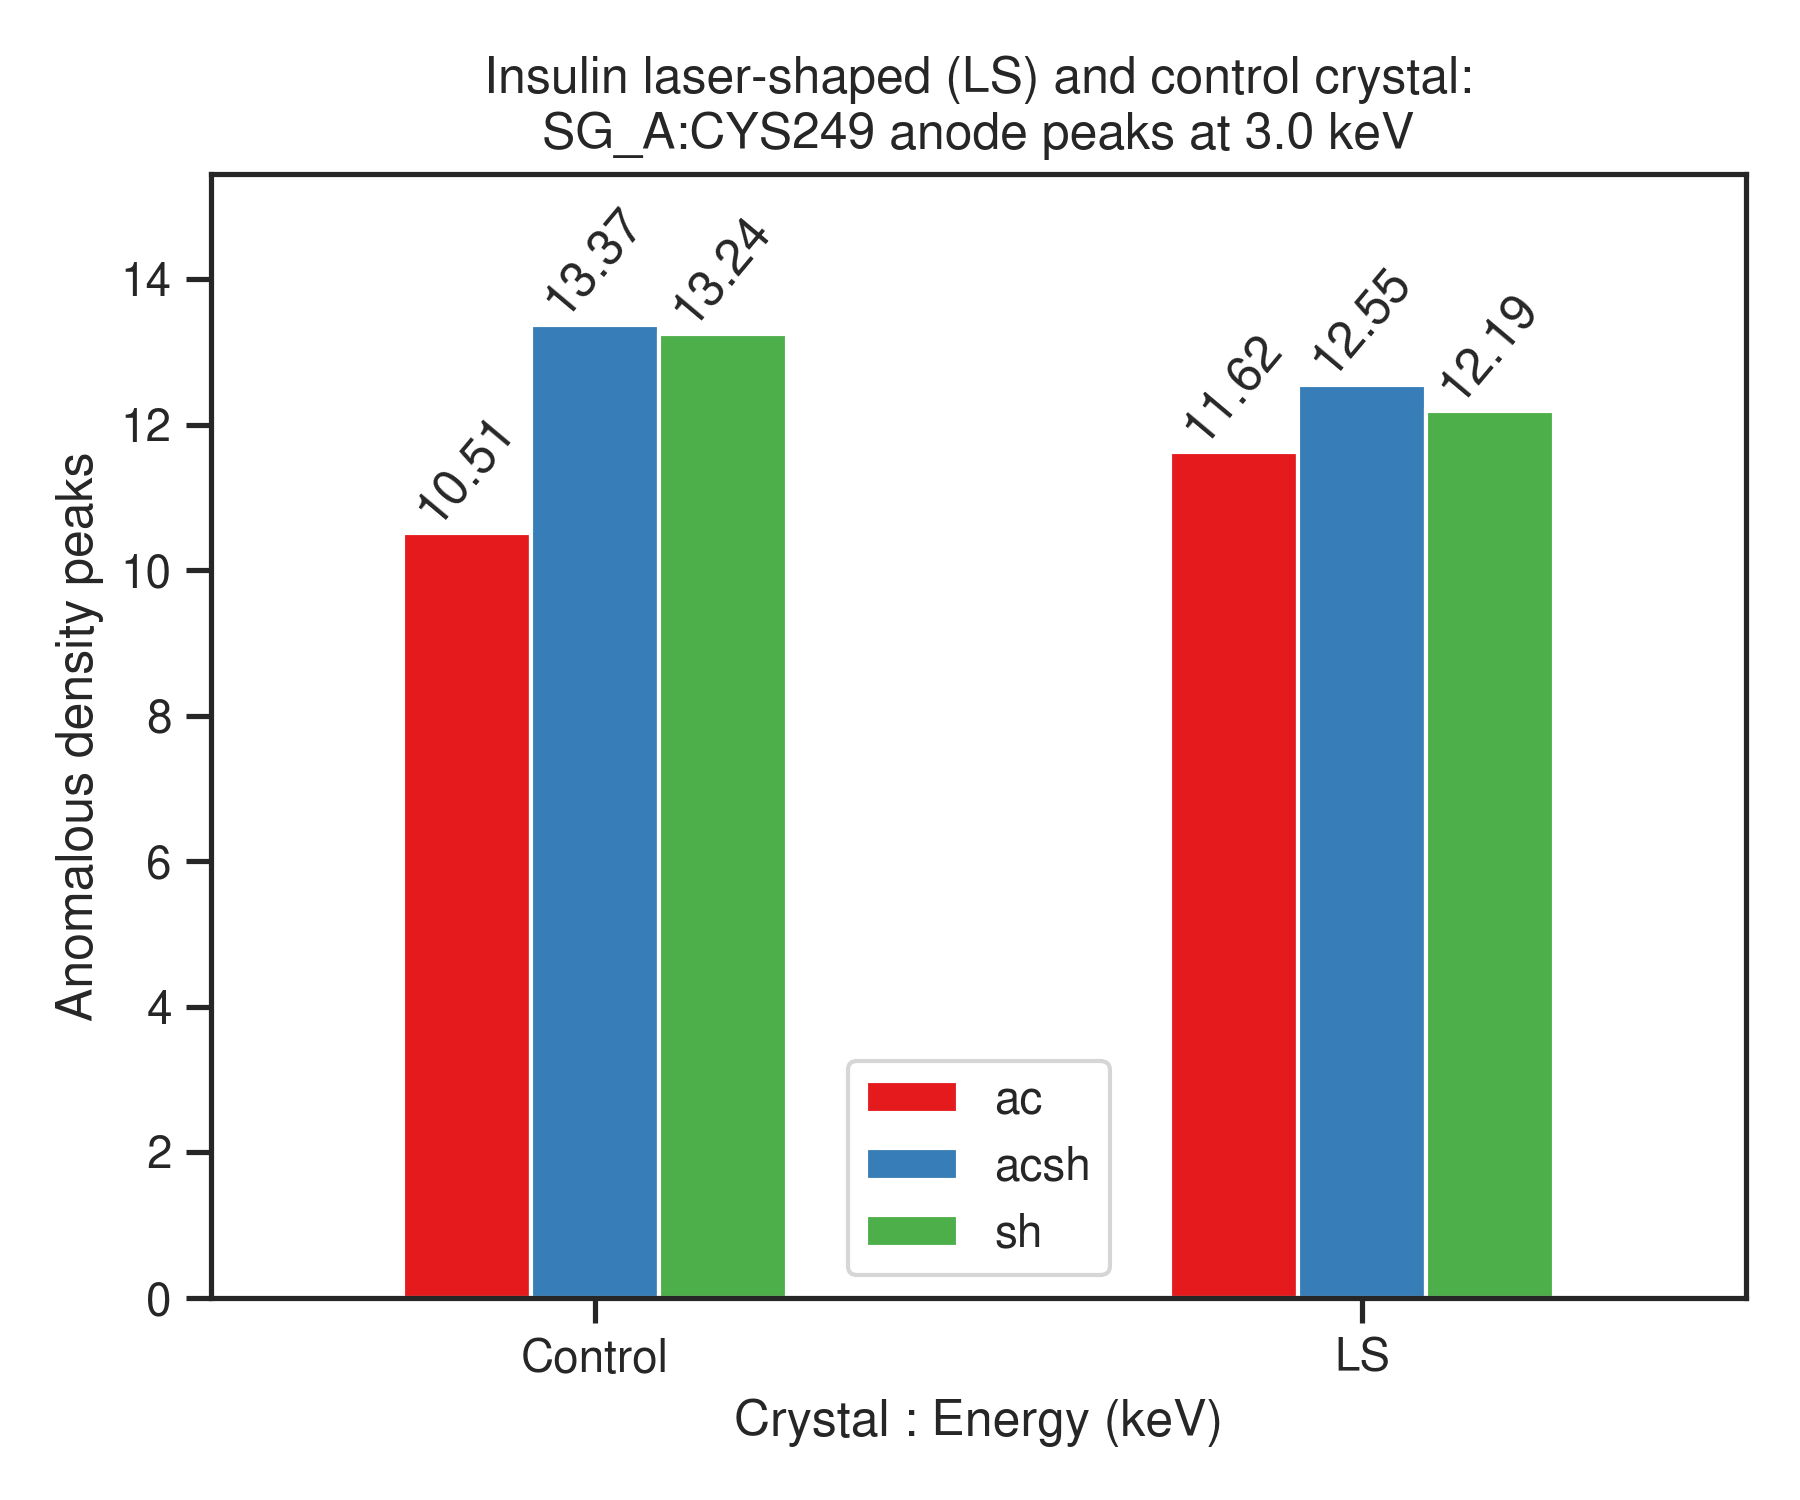 Insulin laser-shaped (LS) and control crystal:
SG_A:CYS249 anode peaks at 3.0 keV
Anomalous density peaks
14
12
10
8
6
4
2
0
10.51
13.37
13.24
11.62
12.55
12.19
ac
acsh
sh
Control
LS
Crystal : Energy (keV)